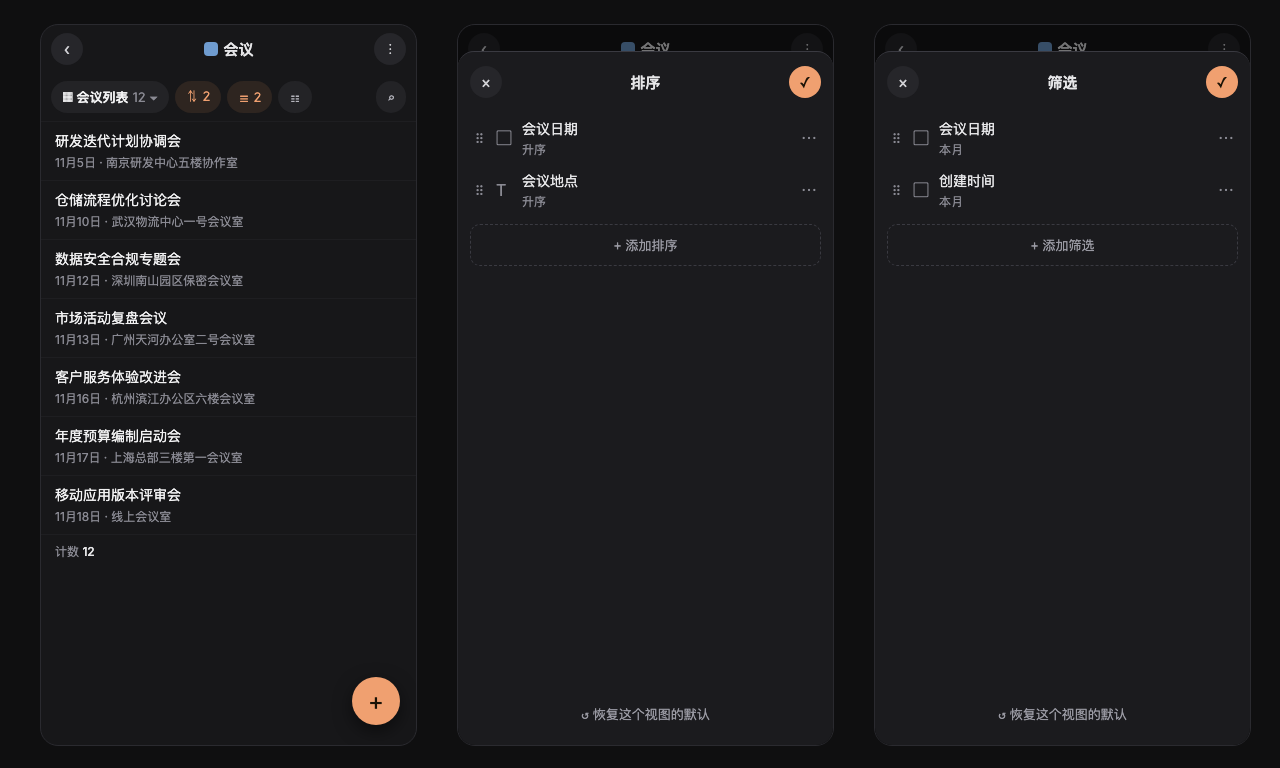 会议
会议列表 12
2
2
研发迭代计划协调会
11月5日 · 南京研发中心五楼协作室
仓储流程优化讨论会
11月10日 · 武汉物流中心一号会议室
数据安全合规专题会
11月12日 · 深圳南山园区保密会议室
市场活动复盘会议
11月13日 · 广州天河办公室二号会议室
客户服务体验改进会
11月16日 · 杭州滨江办公区六楼会议室
年度预算编制启动会
11月17日 · 上海总部三楼第一会议室
移动应用版本评审会
11月18日 · 线上会议室
计数 12
+
会议
排序
会议日期
升序
T 会议地点
升序
+ 添加排序
↺ 恢复这个视图的默认
会议
筛选
会议日期
本月
创建时间
本月
+ 添加筛选
↺ 恢复这个视图的默认